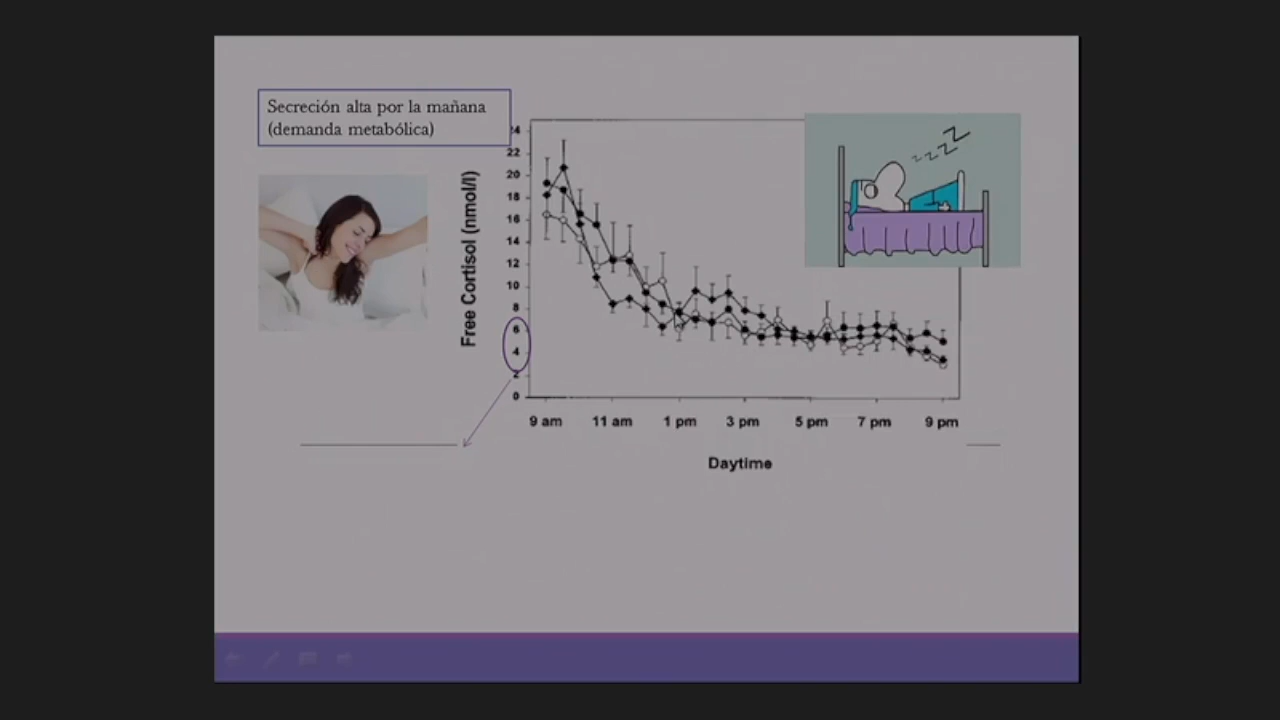 Secreción alta por la mañana
(demanda metabólica)
zzzz
Free Cortisol (nmol/l)
24
22
20
18
16
14
12
10
8
6
4
2
0
9 am 11 am 1 pm 3 pm 5 pm 7 pm 9 pm
Daytime